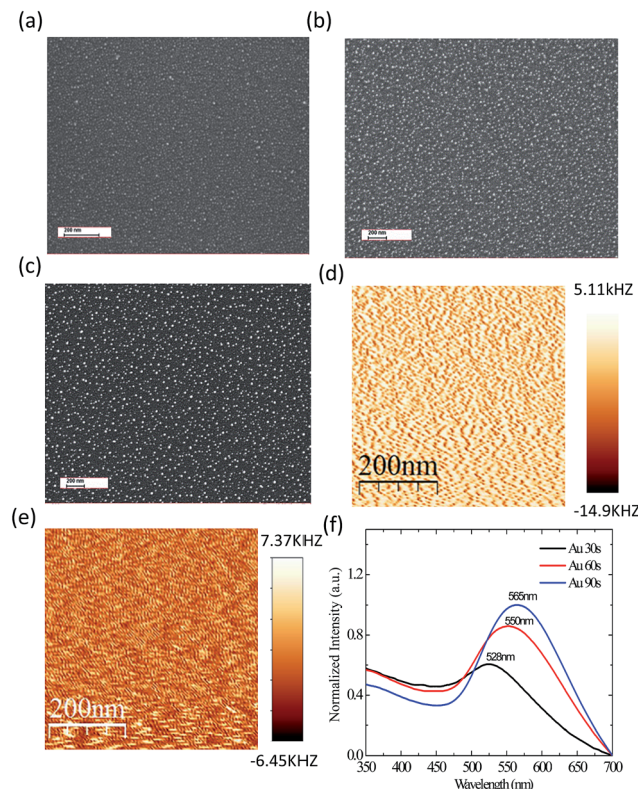 (a)
(b)
200 nm
200 nm
(c)
(d)
5.11kHZ
200 nm
200nm
-14.9KHZ
(e)
7.37KHZ
200nm
-6.45KHZ
(f)
Au 30s
Au 60s
Au 90s
565nm
550nm
528nm
Normalized Intensity (a.u.)
1.2
0.8
0.4
0.0
350 400 450 500 550 600 650 700
Wavelength (nm)